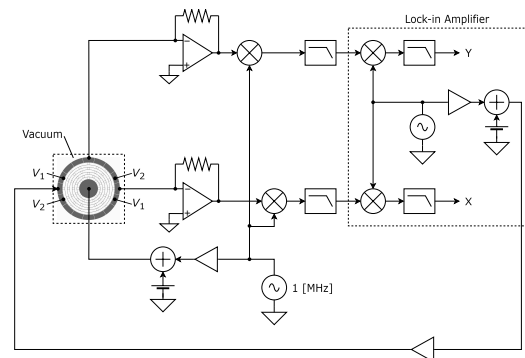 Lock-in Amplifier
Y
Vacuum
V1
V2
V2
V1
X
1 [MHz]